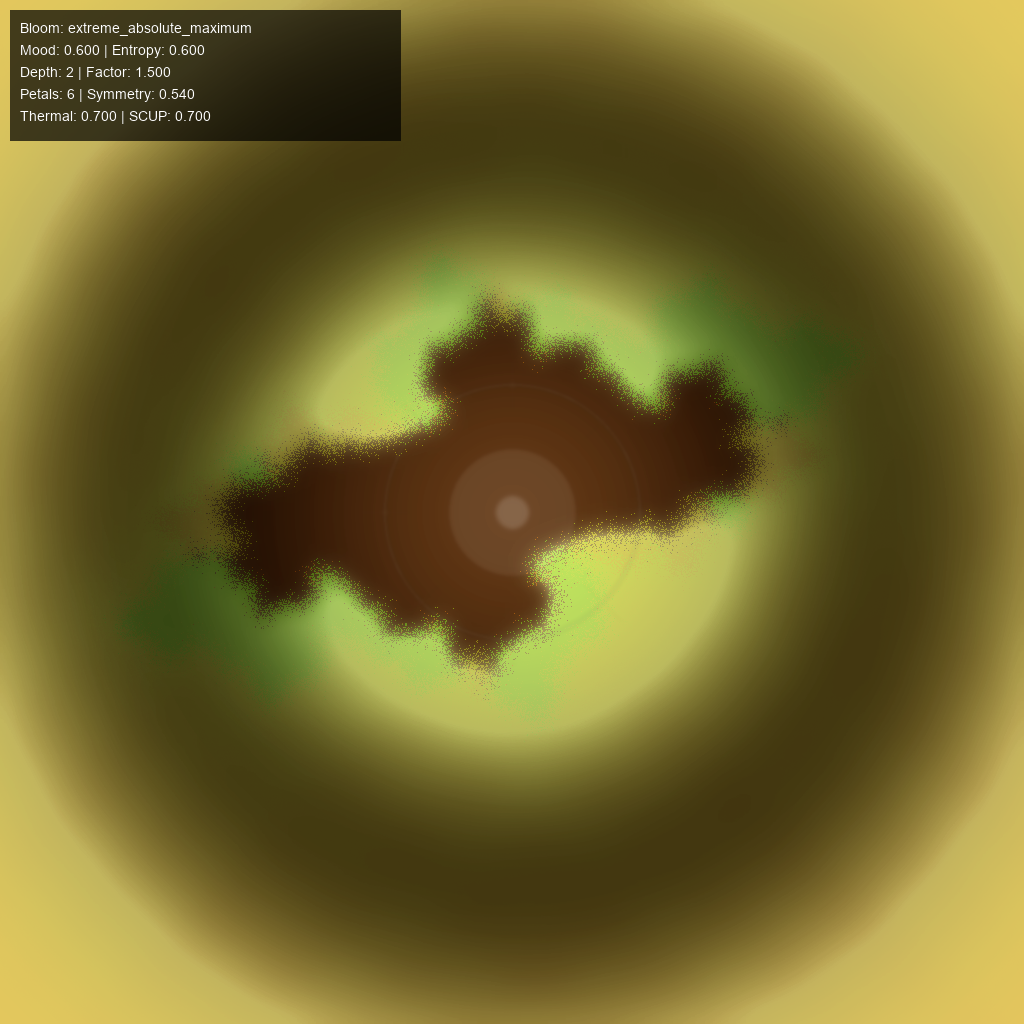 Bloom: extreme_absolute_maximum
Mood: 0.600 | Entropy: 0.600
Depth: 2 | Factor: 1.500
Petals: 6 | Symmetry: 0.540
Thermal: 0.700 | SCUP: 0.700